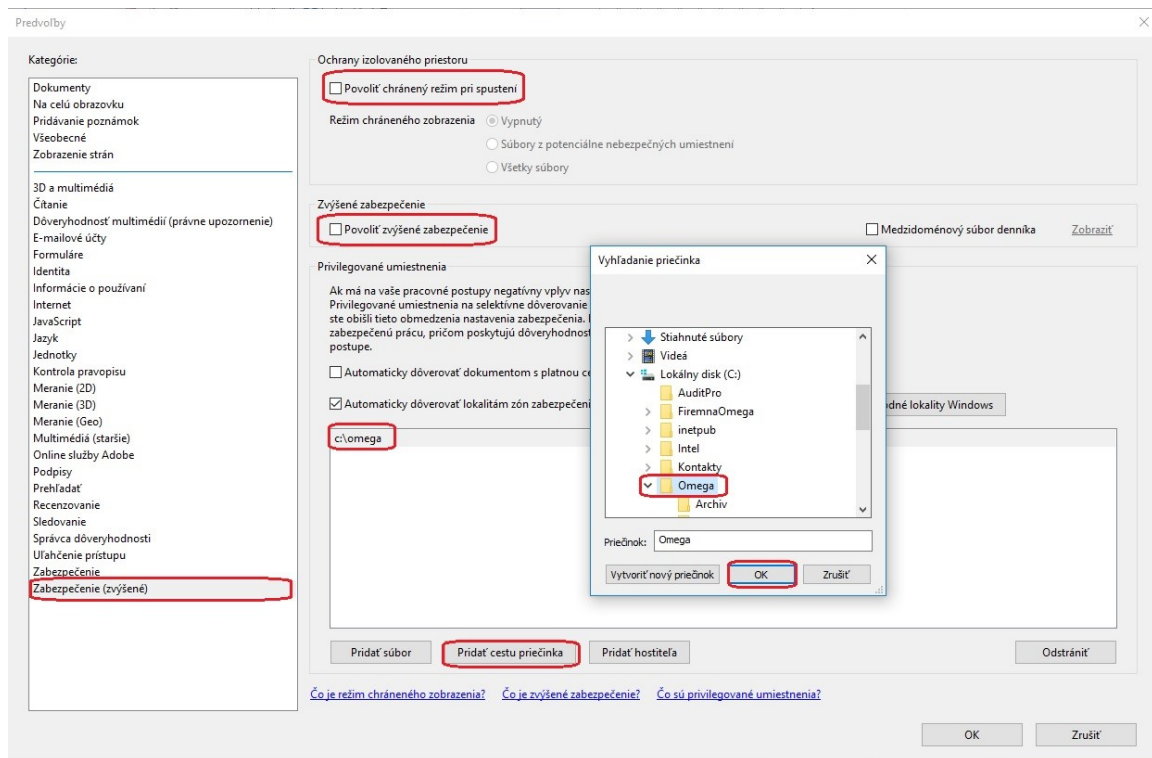 Predvoľby
Kategórie:
Dokumenty
Na celú obrazovku
Pridávanie poznámok
Všeobecné
Zobrazenie strán
3D a multimédiá
Čítanie
Dôveryhodnosť multimédií (právne upozornenie)
E-mailové účty
Formuláre
Identita
Informácie o používaní
Internet
JavaScript
Jazyk
Jednotky
Kontrola pravopisu
Meranie (2D)
Meranie (3D)
Meranie (Geo)
Multimédiá (staršie)
Online služby Adobe
Podpisy
Prehľadať
Recenzovanie
Sledovanie
Správca dôveryhodnosti
Uľahčenie prístupu
Zabezpečenie
Zabezpečenie (zvýšené)
Ochrany izolovaného priestoru
Povoliť chránený režim pri spustení
Režim chráneného zobrazenia Vypnutý
Súbory z potenciálne nebezpečných umiestnení
Všetky súbory
Zvýšené zabezpečenie
Povoliť zvýšené zabezpečenie Medzidoménový súbor denníka Zobraziť
Privilegované umiestnenia
Ak má na vaše pracovné postupy negatívny vplyv nas
Privilegované umiestnenia na selektívne dôverovanie
ste obišli tieto obmedzenia nastavenia zabezpečenia.
zabezpečenú prácu, pričom poskytujú dôveryhodnos
postupe.
Automaticky dôverovať dokumentom s platnou ce
Automaticky dôverovať lokalitám zón zabezpečeni
odné lokality Windows
c:\omega
Vyhľadanie priečinka
Stiahnuté súbory
Videá
Lokálny disk (C:)
AuditPro
FiremnaOmega
inetpub
Intel
Kontakty
Omega
Archiv
Priečinok: Omega
Vytvoriť nový priečinok OK Zrušiť
Pridať súbor Pridať cestu priečinka Pridať hostiteľa Odstrániť
Čo je režim chráneného zobrazenia? Čo je zvýšené zabezpečenie? Čo sú privilegované umiestnenia?
OK Zrušiť